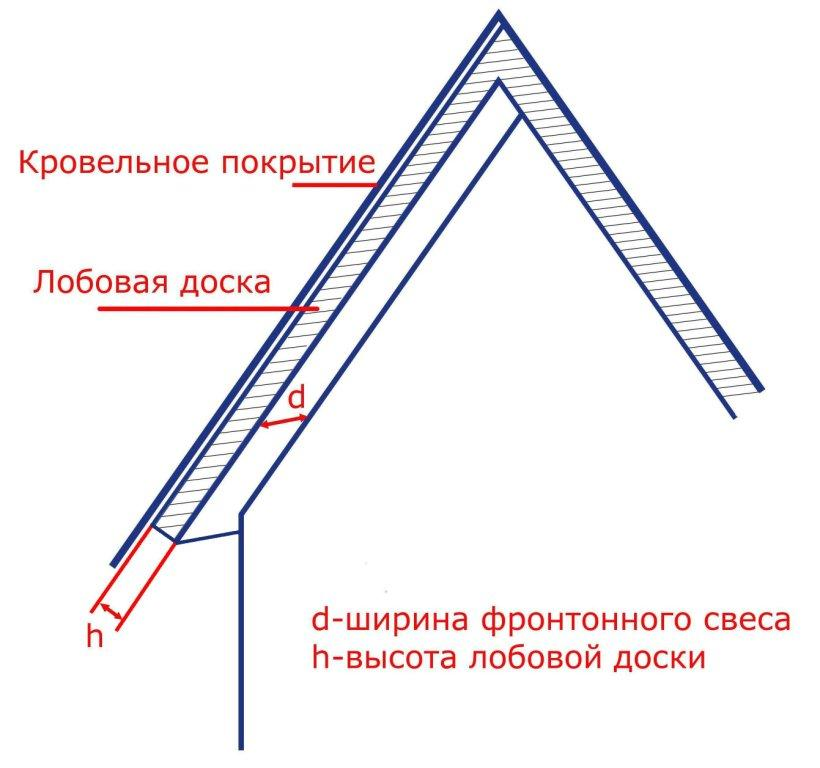 Кровельное покрытие
Лобовая доска
d
h
d-ширина фронтонного свеса
h-высота лобовой доски